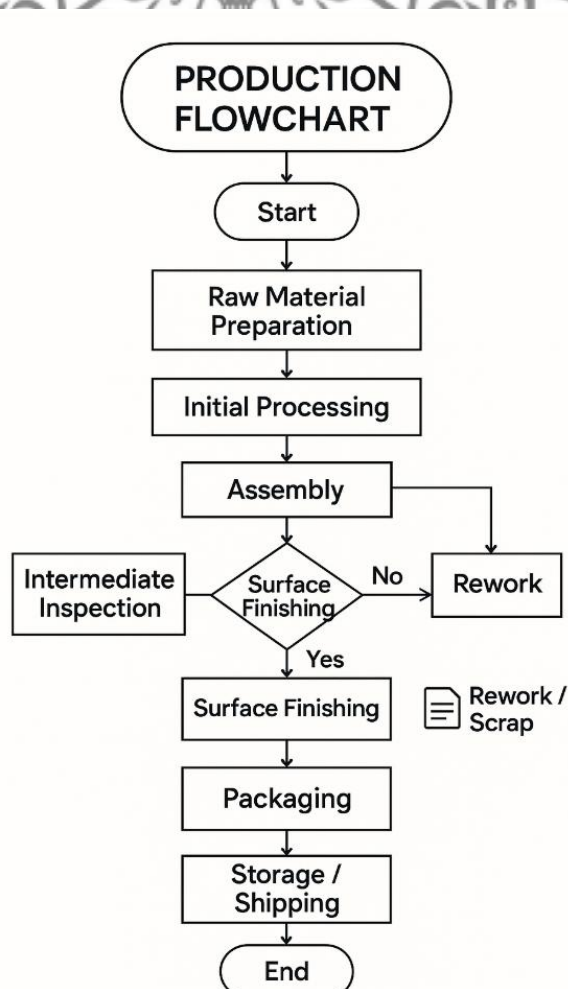 PRODUCTION
FLOWCHART
Start
Raw Material
Preparation
Initial Processing
Assembly
Intermediate
Inspection
Surface
Finishing
No
Rework
Yes
Surface Finishing
Rework /
Scrap
Packaging
Storage /
Shipping
End